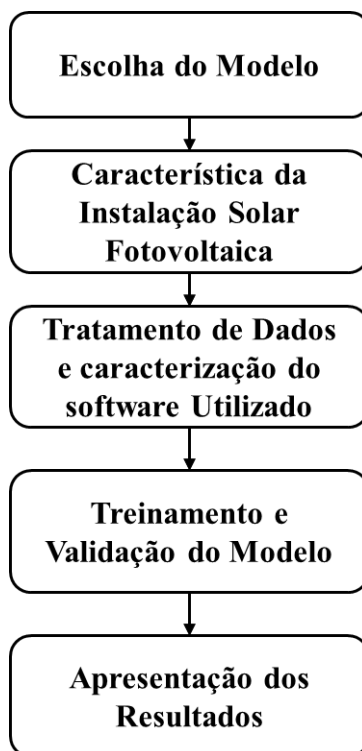 Escolha do Modelo
Característica da
Instalação Solar
Fotovoltaica
Tratamento de Dados
e caracterização do
software Utilizado
Treinamento e
Validação do Modelo
Apresentação dos
Resultados